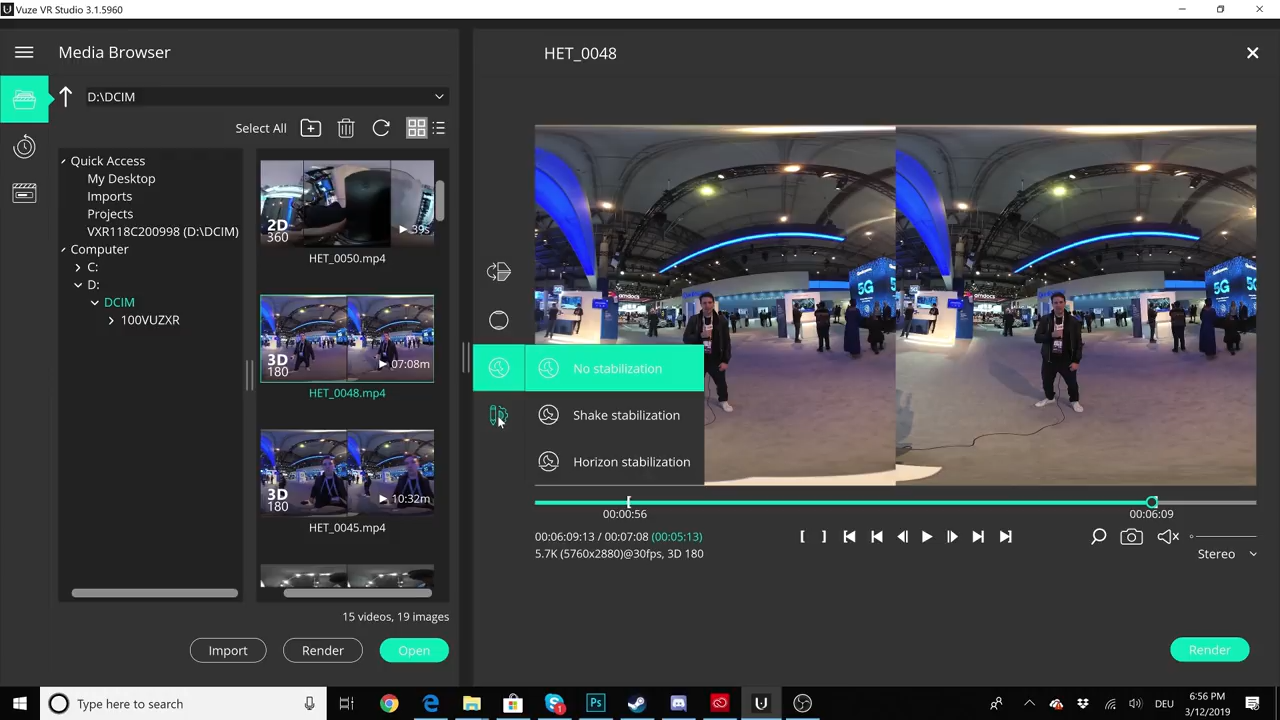 Vuze VR Studio 3.1.5960
Media Browser
D:\DCIM
Select All
Quick Access
My Desktop
Imports
Projects
VXR118C200998 (D:\DCIM)
Computer
C:
D:
DCIM
100VUZXR
2D
360
39s
HET_0050.mp4
3D
180
07:08m
HET_0048.mp4
3D
180
10:32m
HET_0045.mp4
15 videos, 19 images
Import
Render
Open
HET_0048
5G
5G
No stabilization
Shake stabilization
Horizon stabilization
00:00:56
00:06:09
00:06:09:13 / 00:07:08 (00:05:13)
5.7K (5760x2880)@30fps, 3D 180
Stereo
Render
Type here to search
Ps
DEU
6:56 PM
3/12/2019